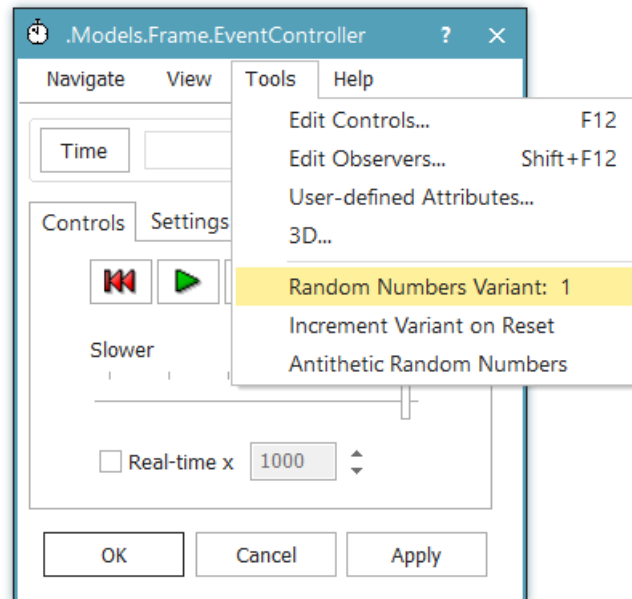 .Models.Frame.EventController ? ×
Navigate View Tools Help
Edit Controls... F12
Time
Edit Observers... Shift+F12
User-defined Attributes...
Controls Settings
3D...
Random Numbers Variant: 1
Increment Variant on Reset
Slower
Antithetic Random Numbers
Real-time x 1000
OK Cancel Apply